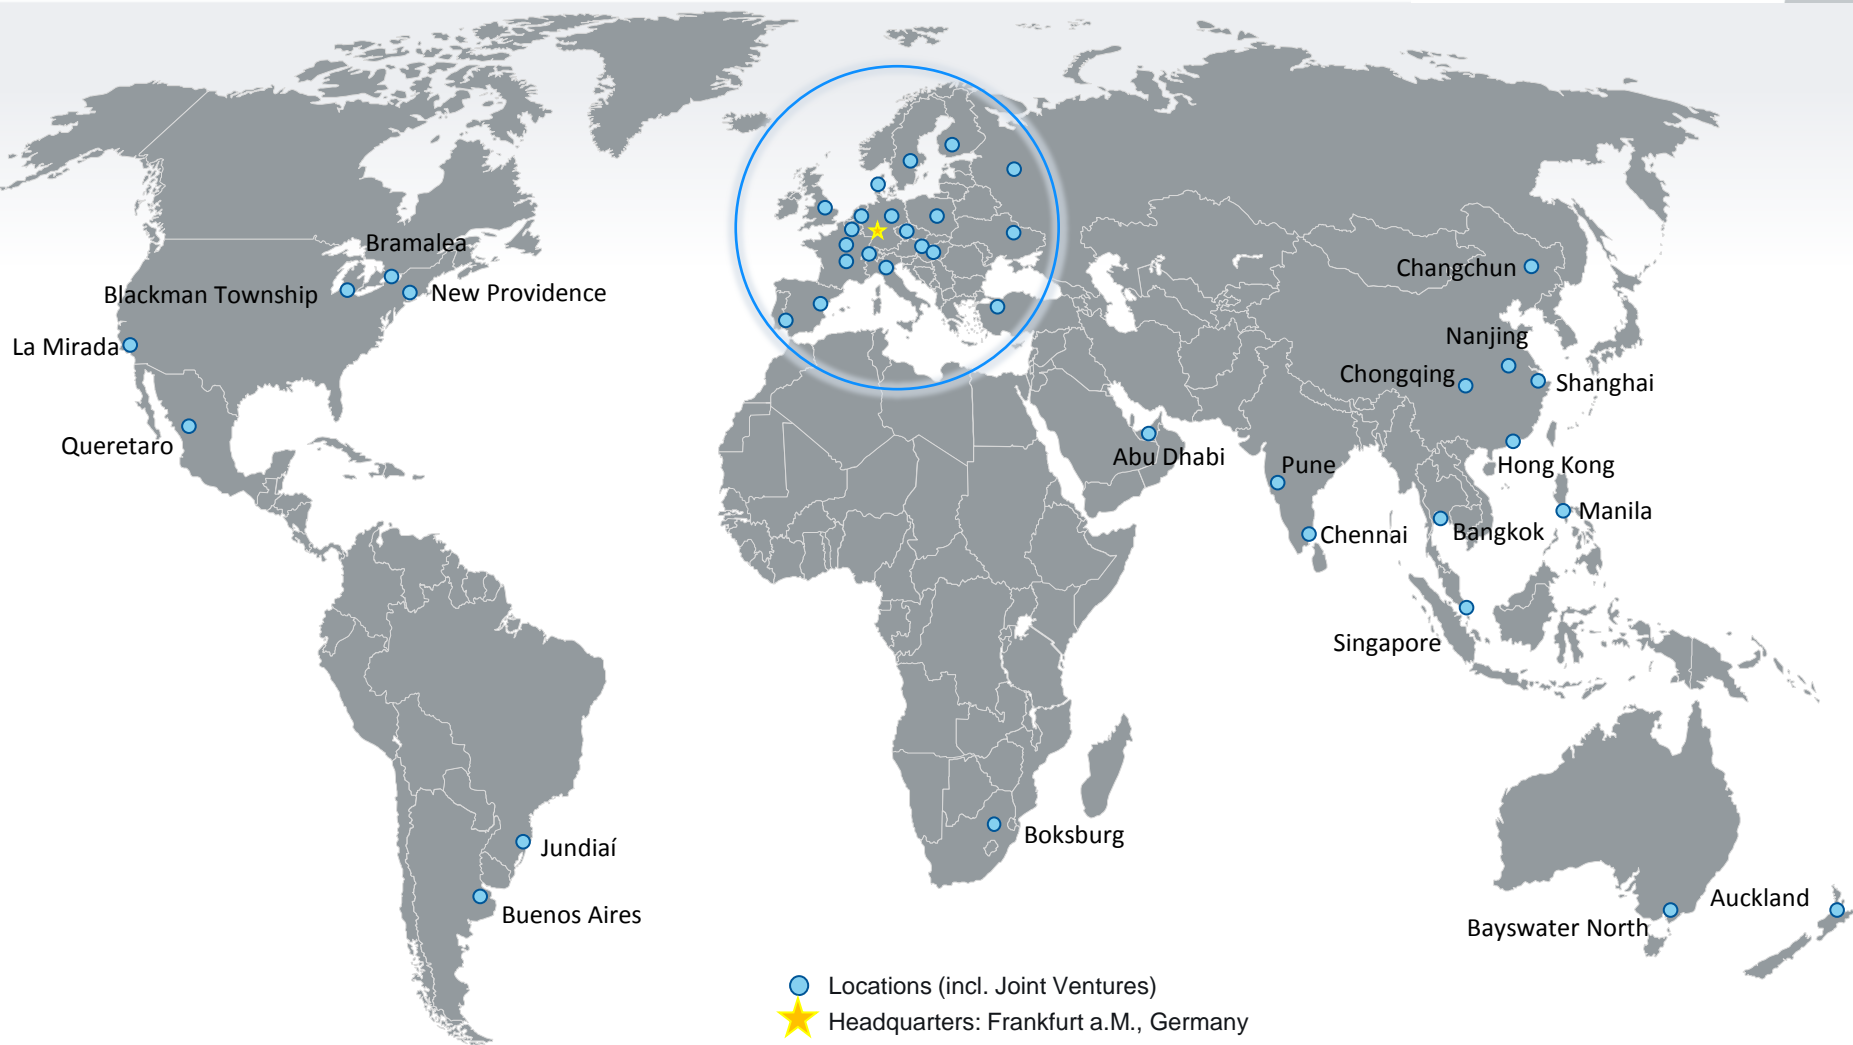 Bramalea
Blackman Township
New Providence
La Mirada
Queretaro
Jundiaí
Buenos Aires
Boksburg
Abu Dhabi
Pune
Chennai
Changchun
Nanjing
Chongqing
Shanghai
Hong Kong
Manila
Bangkok
Singapore
Auckland
Bayswater North
Locations (incl. Joint Ventures)
Headquarters: Frankfurt a.M., Germany